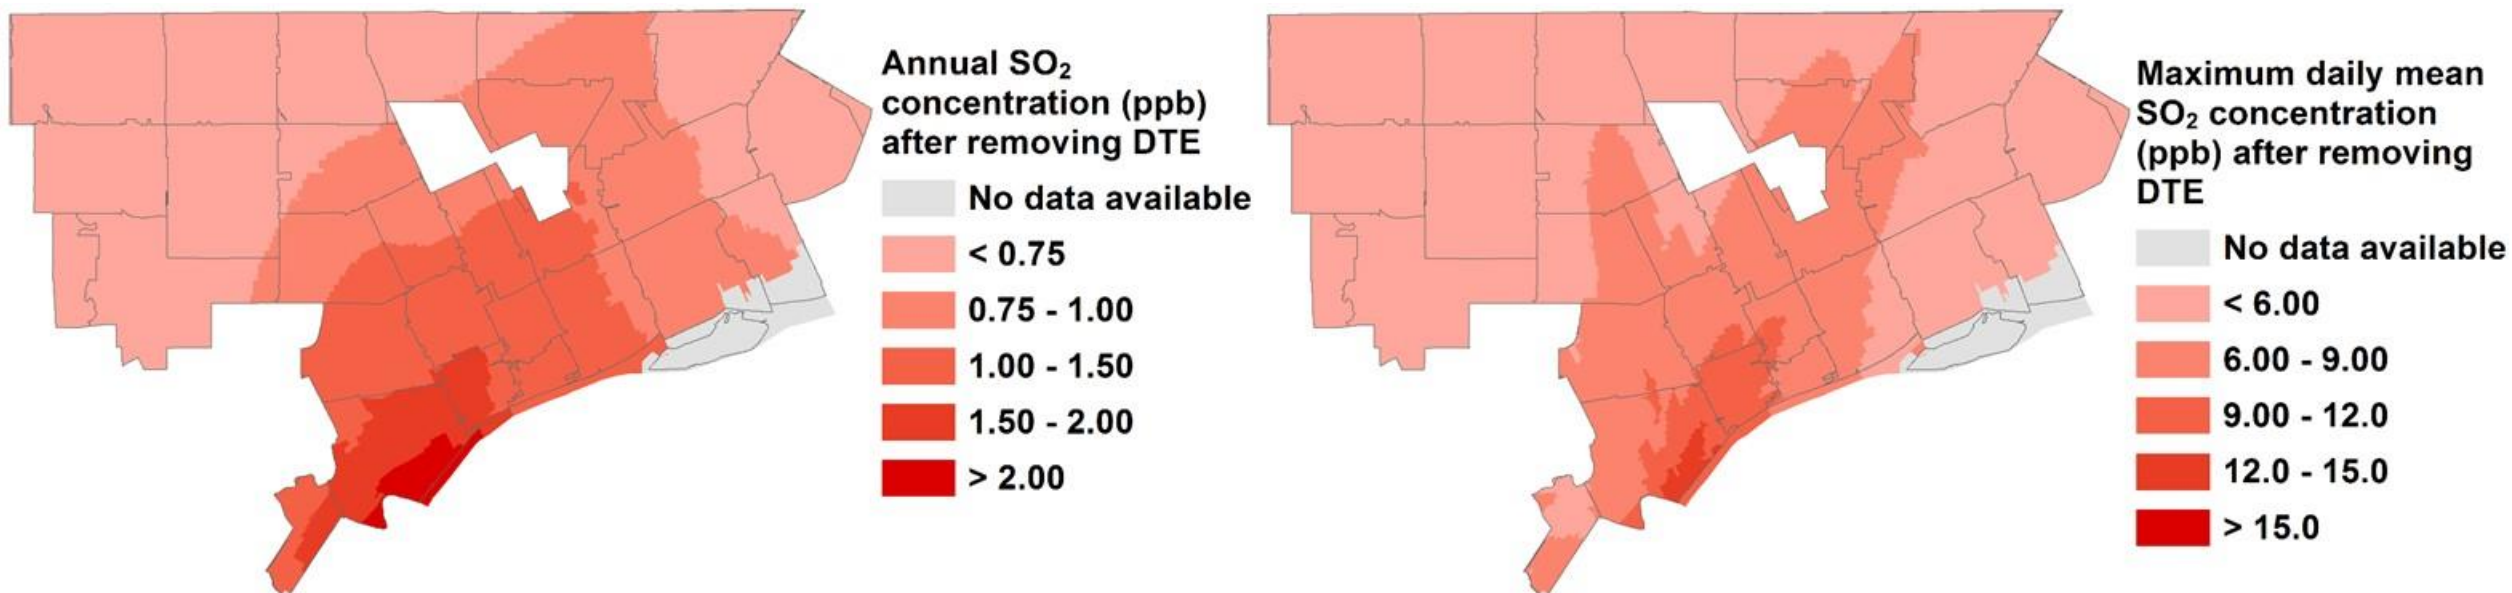 Annual SO₂
concentration (ppb)
after removing DTE
No data available
< 0.75
0.75 - 1.00
1.00 - 1.50
1.50 - 2.00
> 2.00
Maximum daily mean
SO₂ concentration
(ppb) after removing
DTE
No data available
< 6.00
6.00 - 9.00
9.00 - 12.0
12.0 - 15.0
> 15.0